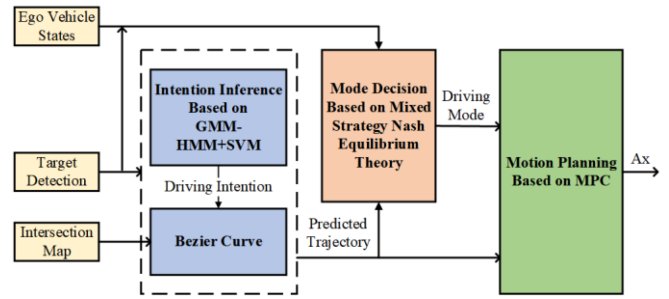 Ego Vehicle
States
Target
Detection
Intersection
Map
Intention Inference
Based on
GMM-
HMM+SVM
Driving Intention
Bezier Curve
Mode Decision
Based on Mixed
Strategy Nash
Equilibrium
Theory
Predicted
Trajectory
Driving
Mode
Motion Planning
Based on MPC
Ax